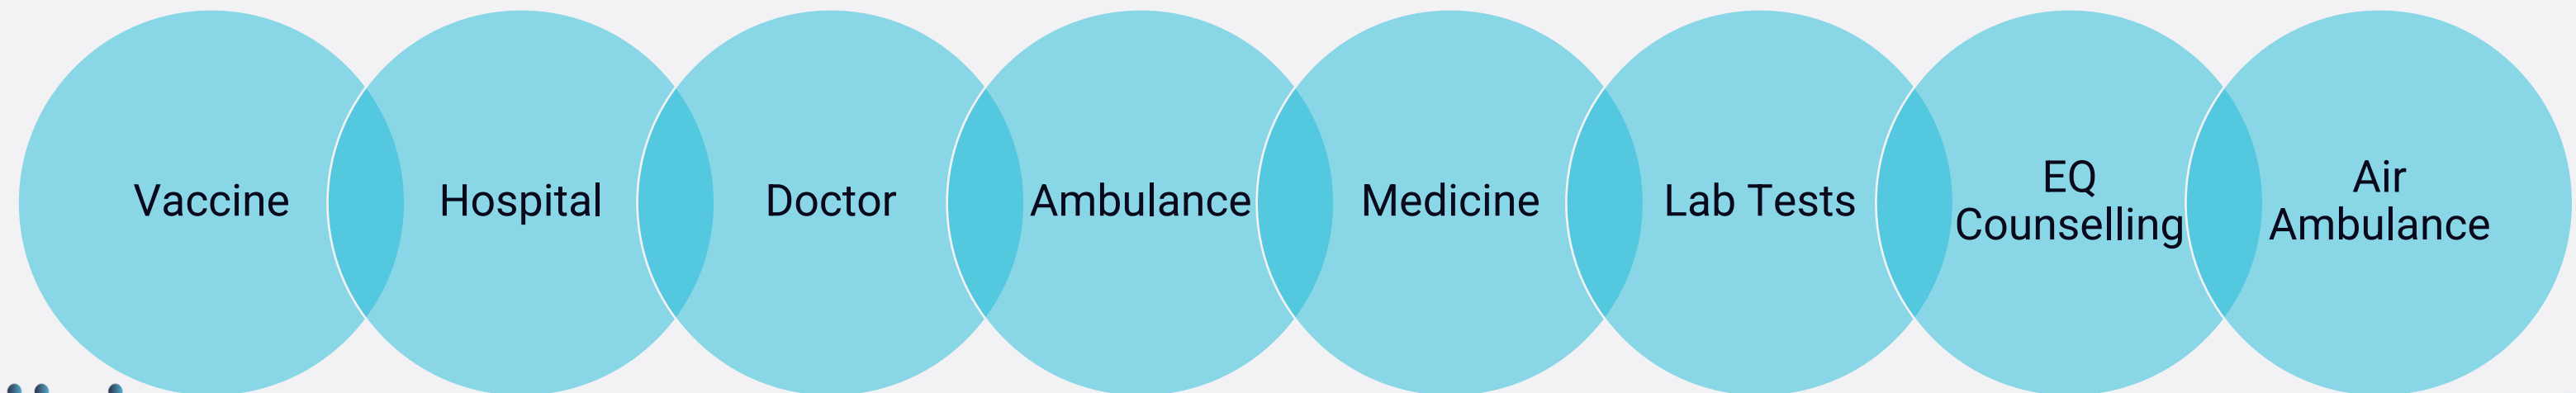 Vaccine
Hospital
Doctor
Ambulance
Medicine
Lab Tests
EQ
Counselling
Air
Ambulance